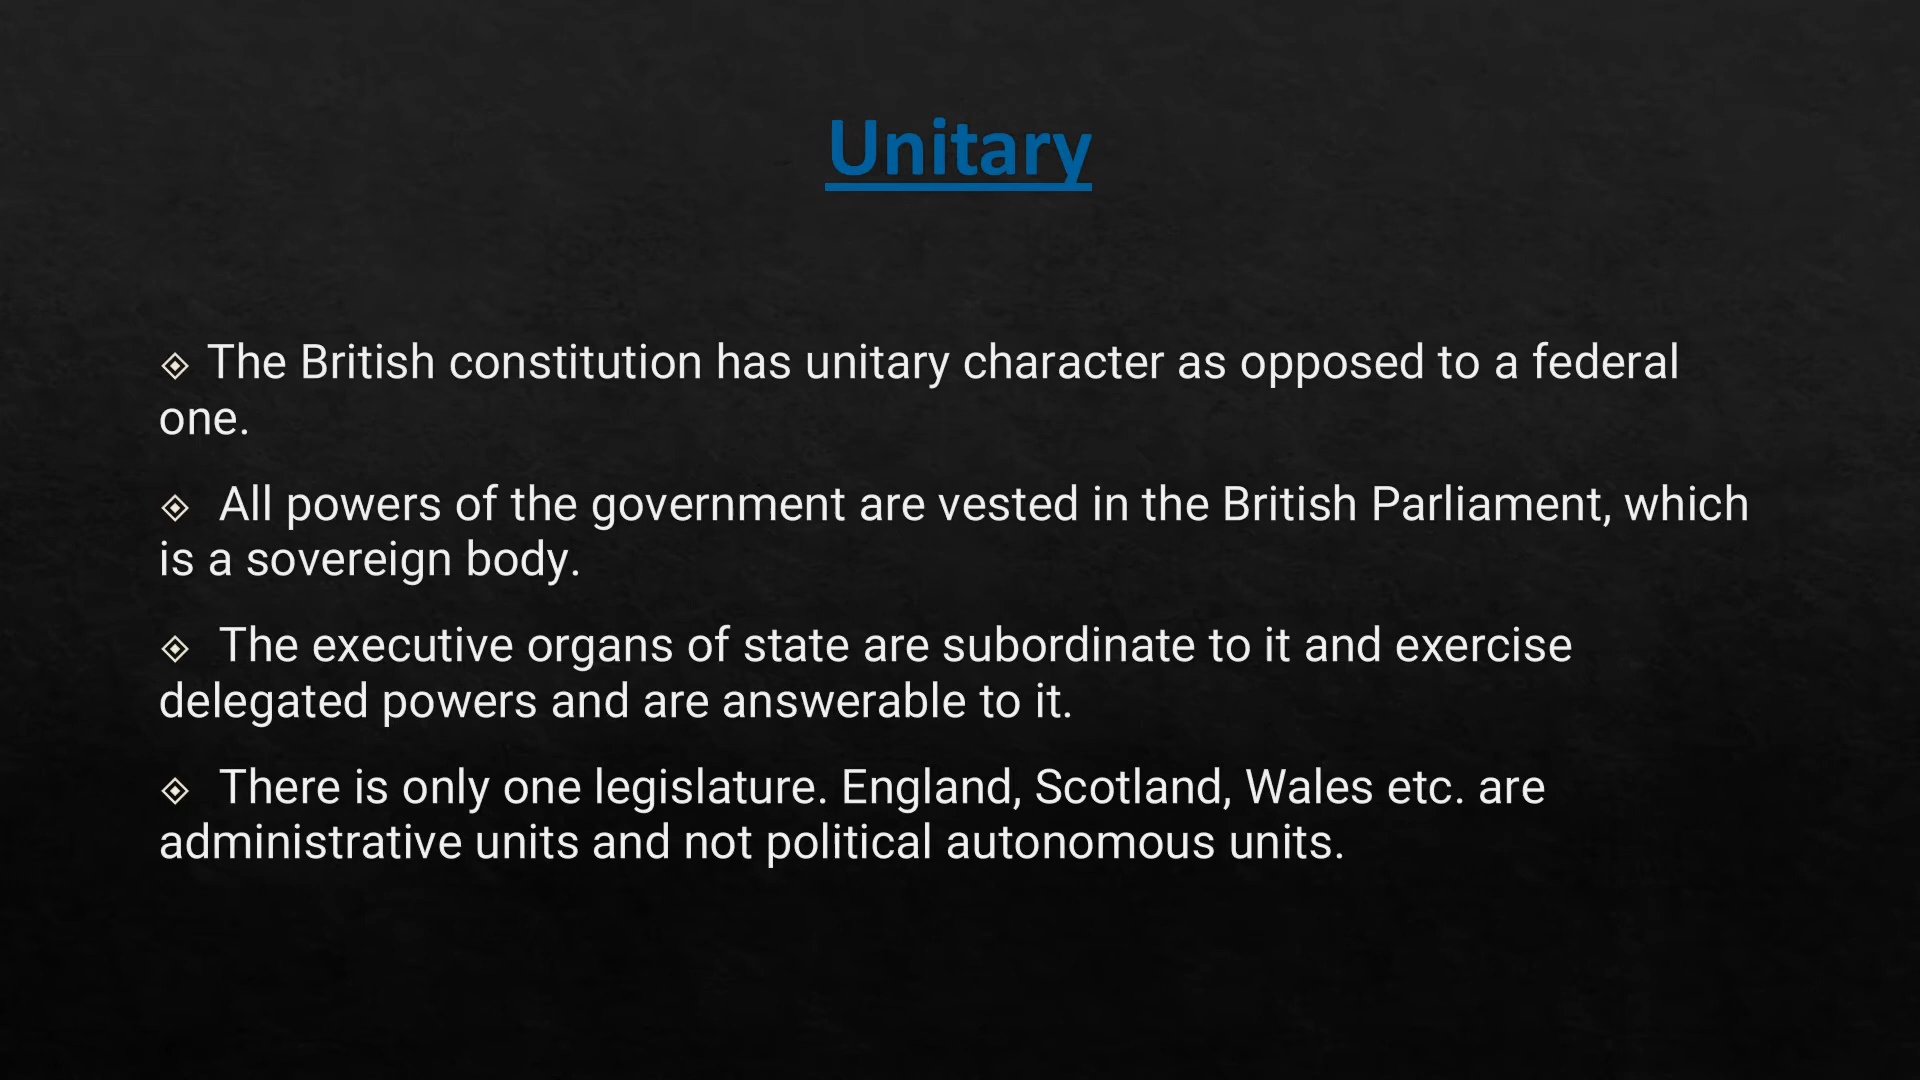 Unitary
◈ The British constitution has unitary character as opposed to a federal
one.
◈ All powers of the government are vested in the British Parliament, which
is a sovereign body.
◈ The executive organs of state are subordinate to it and exercise
delegated powers and are answerable to it.
◈ There is only one legislature. England, Scotland, Wales etc. are
administrative units and not political autonomous units.